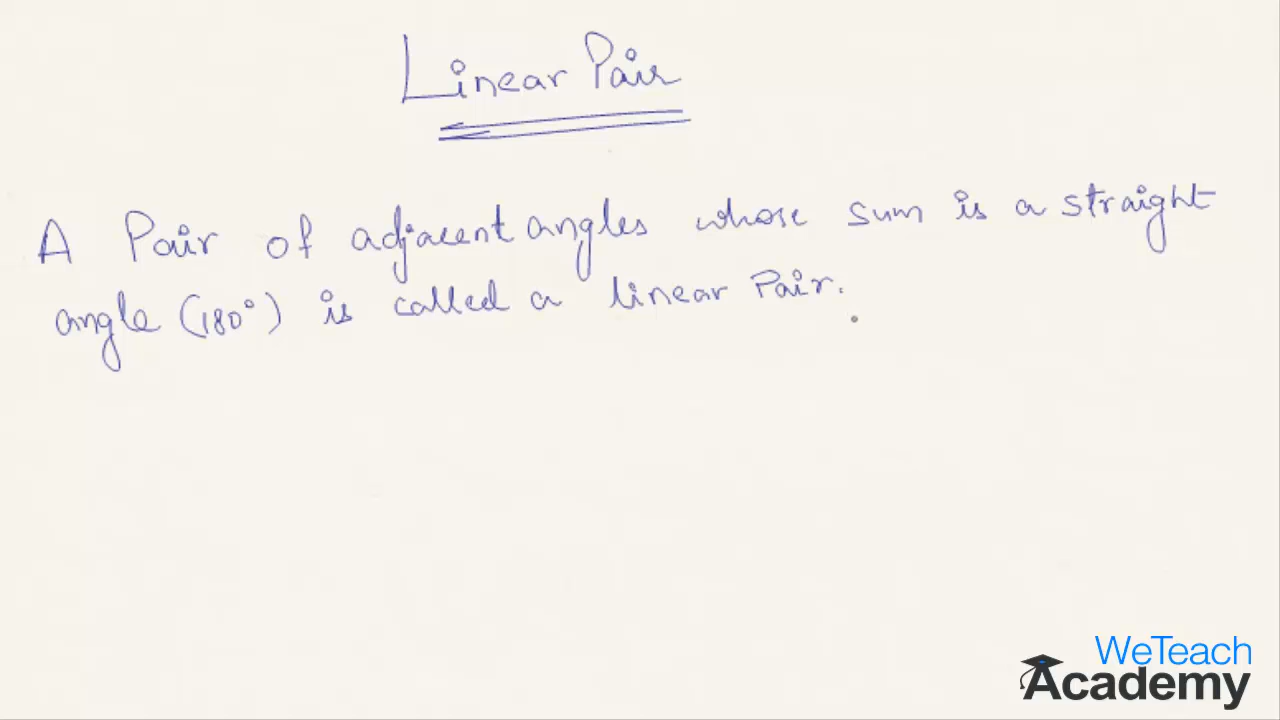 Linear Pair
A Pair of adjacent angles whose sum is a straight
angle (180°) is called a linear Pair.
WeTeach
Academy